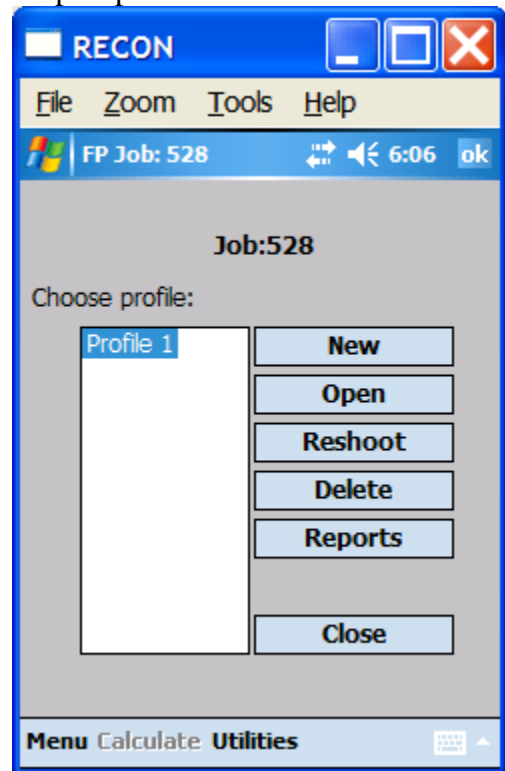 RECON
File Zoom Tools Help
FP Job: 528 6:06 ok
Job:528
Choose profile:
Profile 1
New
Open
Reshoot
Delete
Reports
Close
Menu Calculate Utilities